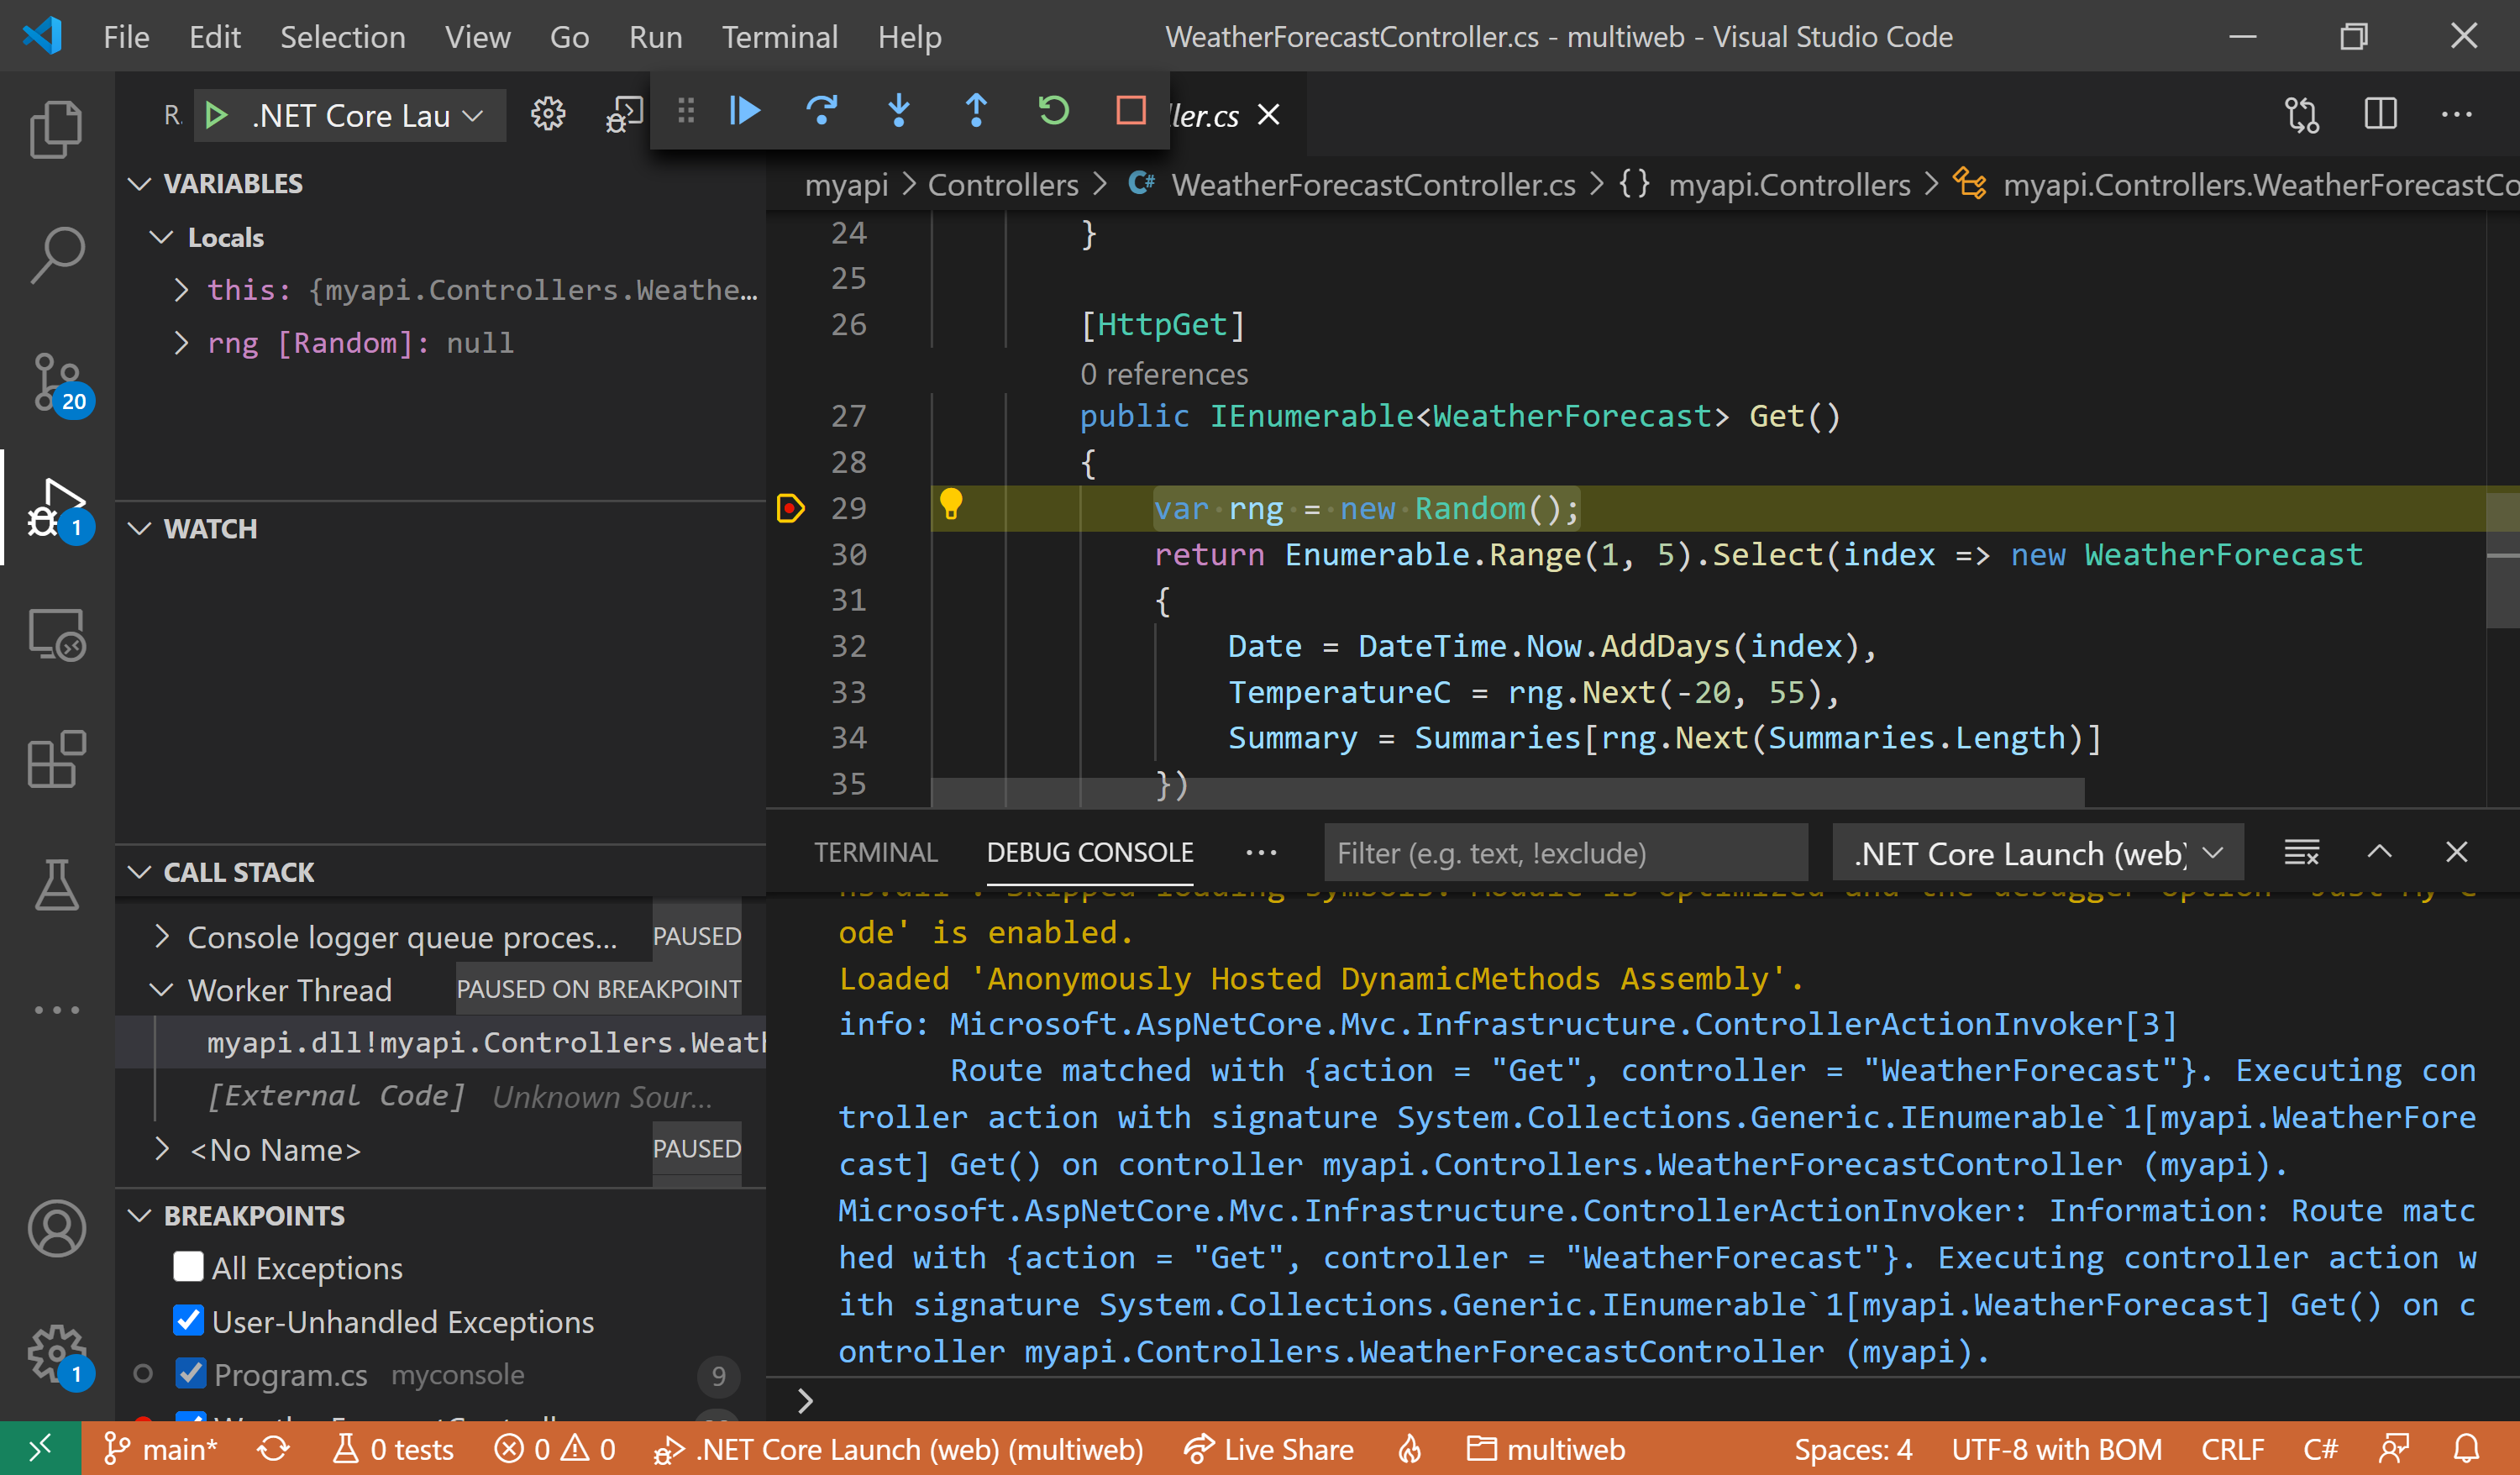 File Edit Selection View Go Run Terminal Help WeatherForecastController.cs - multiweb - Visual Studio Code
R. .NET Core Lau
ller.cs
VARIABLES
Locals
this: {myapi.Controllers.Weathe…
rng [Random]: null
20
1
WATCH
CALL STACK
Console logger queue proces... PAUSED
Worker Thread PAUSED ON BREAKPOINT
myapi.dll!myapi.Controllers.Weath
[External Code] Unknown Sour...
<No Name> PAUSED
BREAKPOINTS
All Exceptions
User-Unhandled Exceptions
Program.cs myconsole 9
1
myapi > Controllers > C# WeatherForecastController.cs > {} myapi.Controllers > myapi.Controllers.WeatherForecastCo
24 }
25
26 [HttpGet]
0 references
27 public IEnumerable<WeatherForecast> Get()
28 {
29 var rng = new Random();
30 return Enumerable.Range(1, 5).Select(index => new WeatherForecast
31 {
32 Date = DateTime.Now.AddDays(index),
33 TemperatureC = rng.Next(-20, 55),
34 Summary = Summaries[rng.Next(Summaries.Length)]
35 })
TERMINAL DEBUG CONSOLE ... Filter (e.g. text, !exclude) .NET Core Launch (web)
ode' is enabled.
Loaded 'Anonymously Hosted DynamicMethods Assembly'.
info: Microsoft.AspNetCore.Mvc.Infrastructure.ControllerActionInvoker[3]
Route matched with {action = "Get", controller = "WeatherForecast"}. Executing con
troller action with signature System.Collections.Generic.IEnumerable`1[myapi.WeatherFore
cast] Get() on controller myapi.Controllers.WeatherForecastController (myapi).
Microsoft.AspNetCore.Mvc.Infrastructure.ControllerActionInvoker: Information: Route matc
hed with {action = "Get", controller = "WeatherForecast"}. Executing controller action w
ith signature System.Collections.Generic.IEnumerable`1[myapi.WeatherForecast] Get() on c
ontroller myapi.Controllers.WeatherForecastController (myapi).
>
main* 0 tests 0 0 .NET Core Launch (web) (multiweb) Live Share multiweb Spaces: 4 UTF-8 with BOM CRLF C#